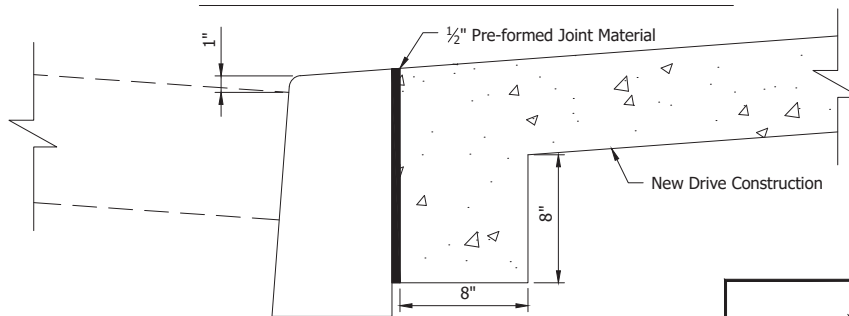 1"
½" Pre-formed Joint Material
New Drive Construction
8"
8"